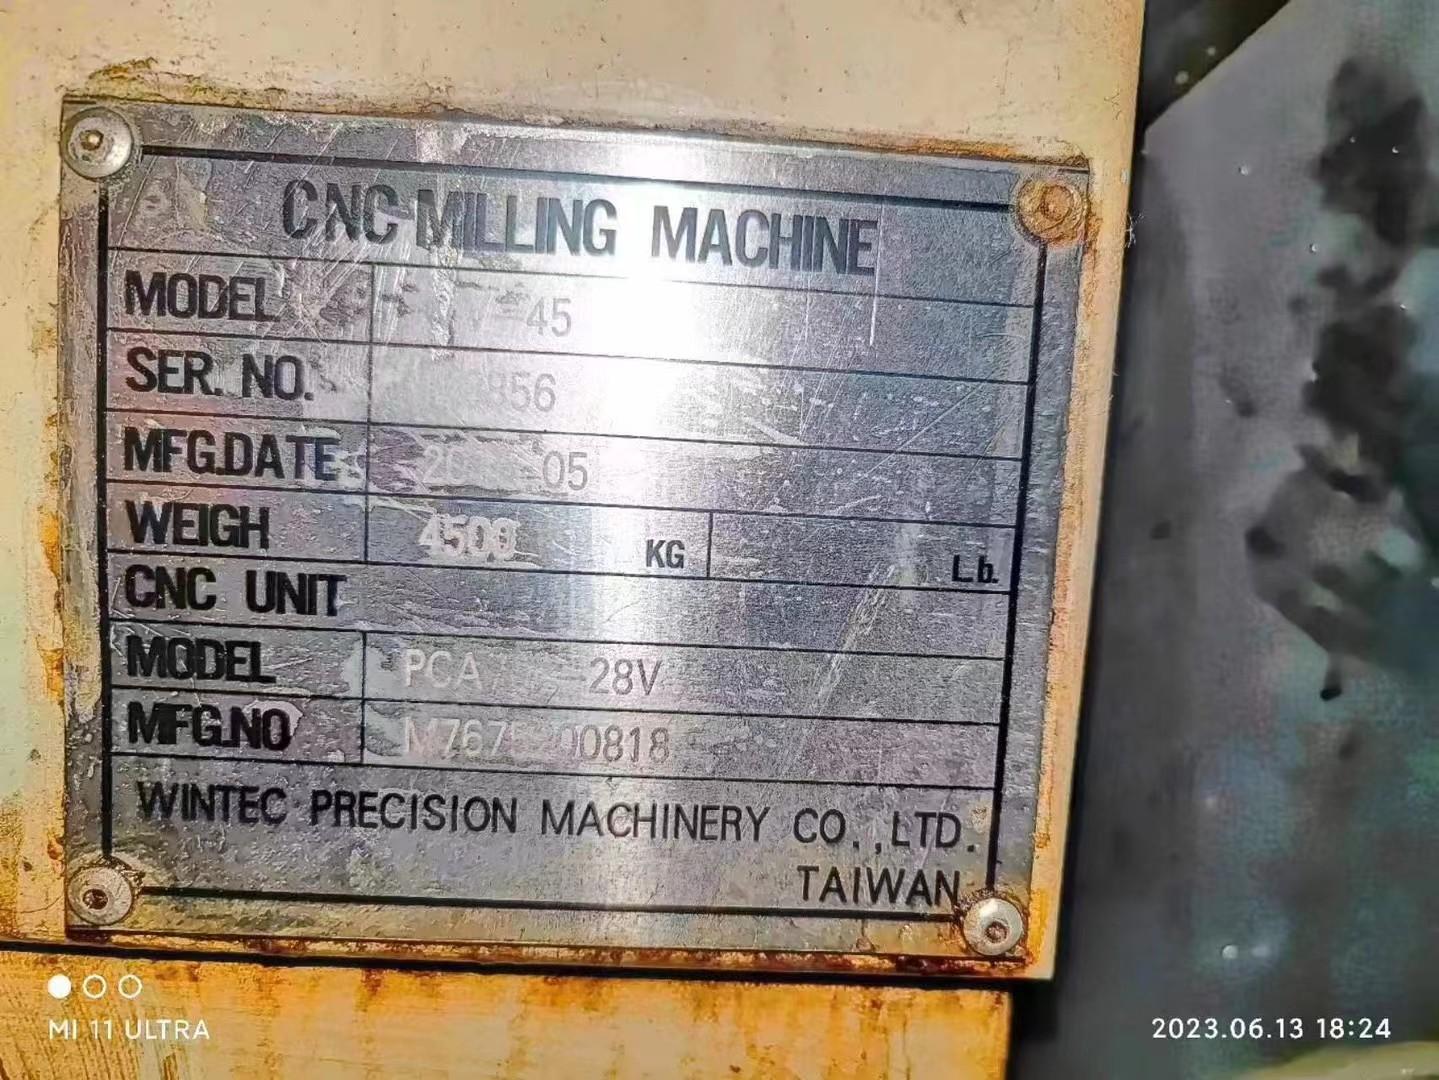 CNC MILLING MACHINE
MODEL 45
SER. NO.
MFG.DATE 05
WEIGH 4500 KG Lb.
CNC UNIT
MODEL PCA -28V
MFG.NO
WINTEC PRECISION MACHINERY CO.,LTD.
TAIWAN
MI 11 ULTRA
2023.06.13 18:24